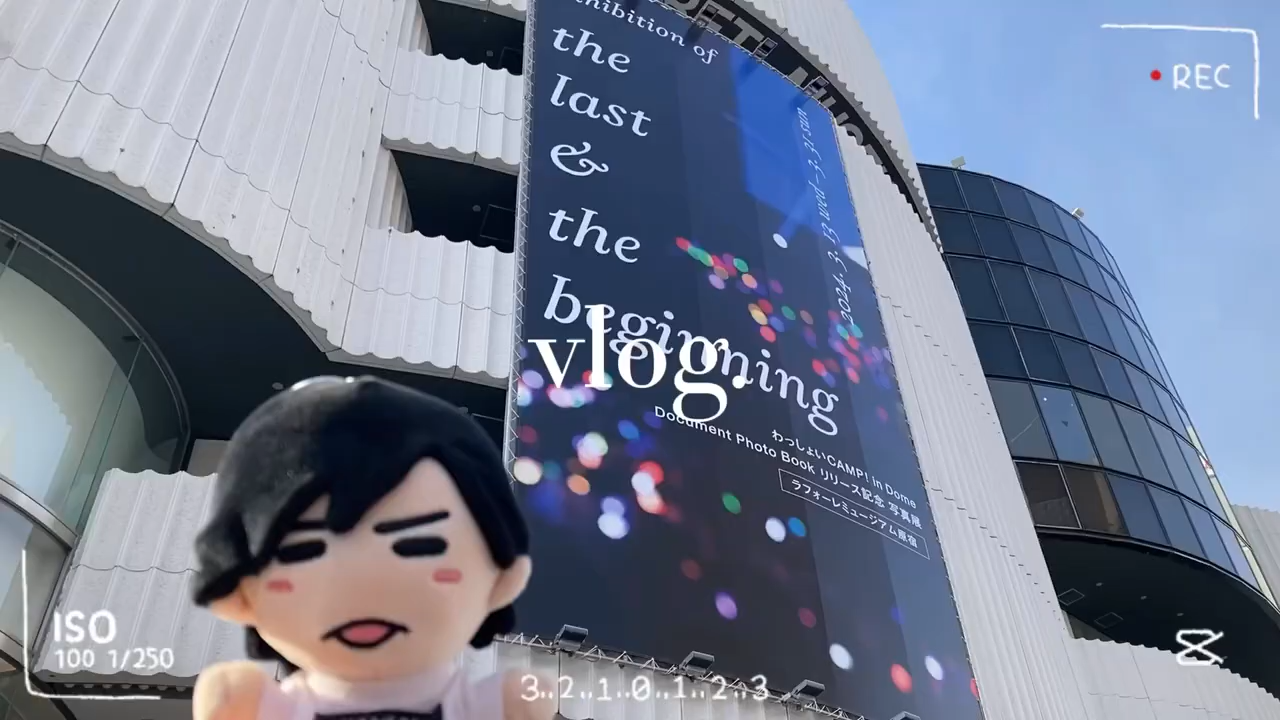 exhibition of
the
last
&
the
beginning
2024. 3. 13 wed – 3. 31 sun
vlog.
わっしょいCAMP! in Dome
Document Photo Book リリース記念 写真展
ラフォーレミュージアム原宿
REC
ISO
100 1/250
3..2..1..0..1..2..3